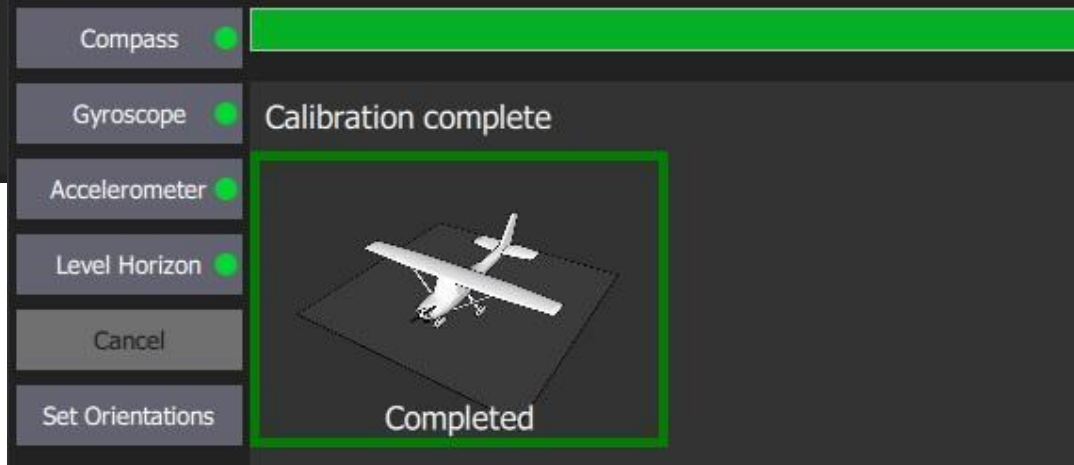 Compass
Gyroscope
Accelerometer
Level Horizon
Cancel
Set Orientations
Calibration complete
Completed